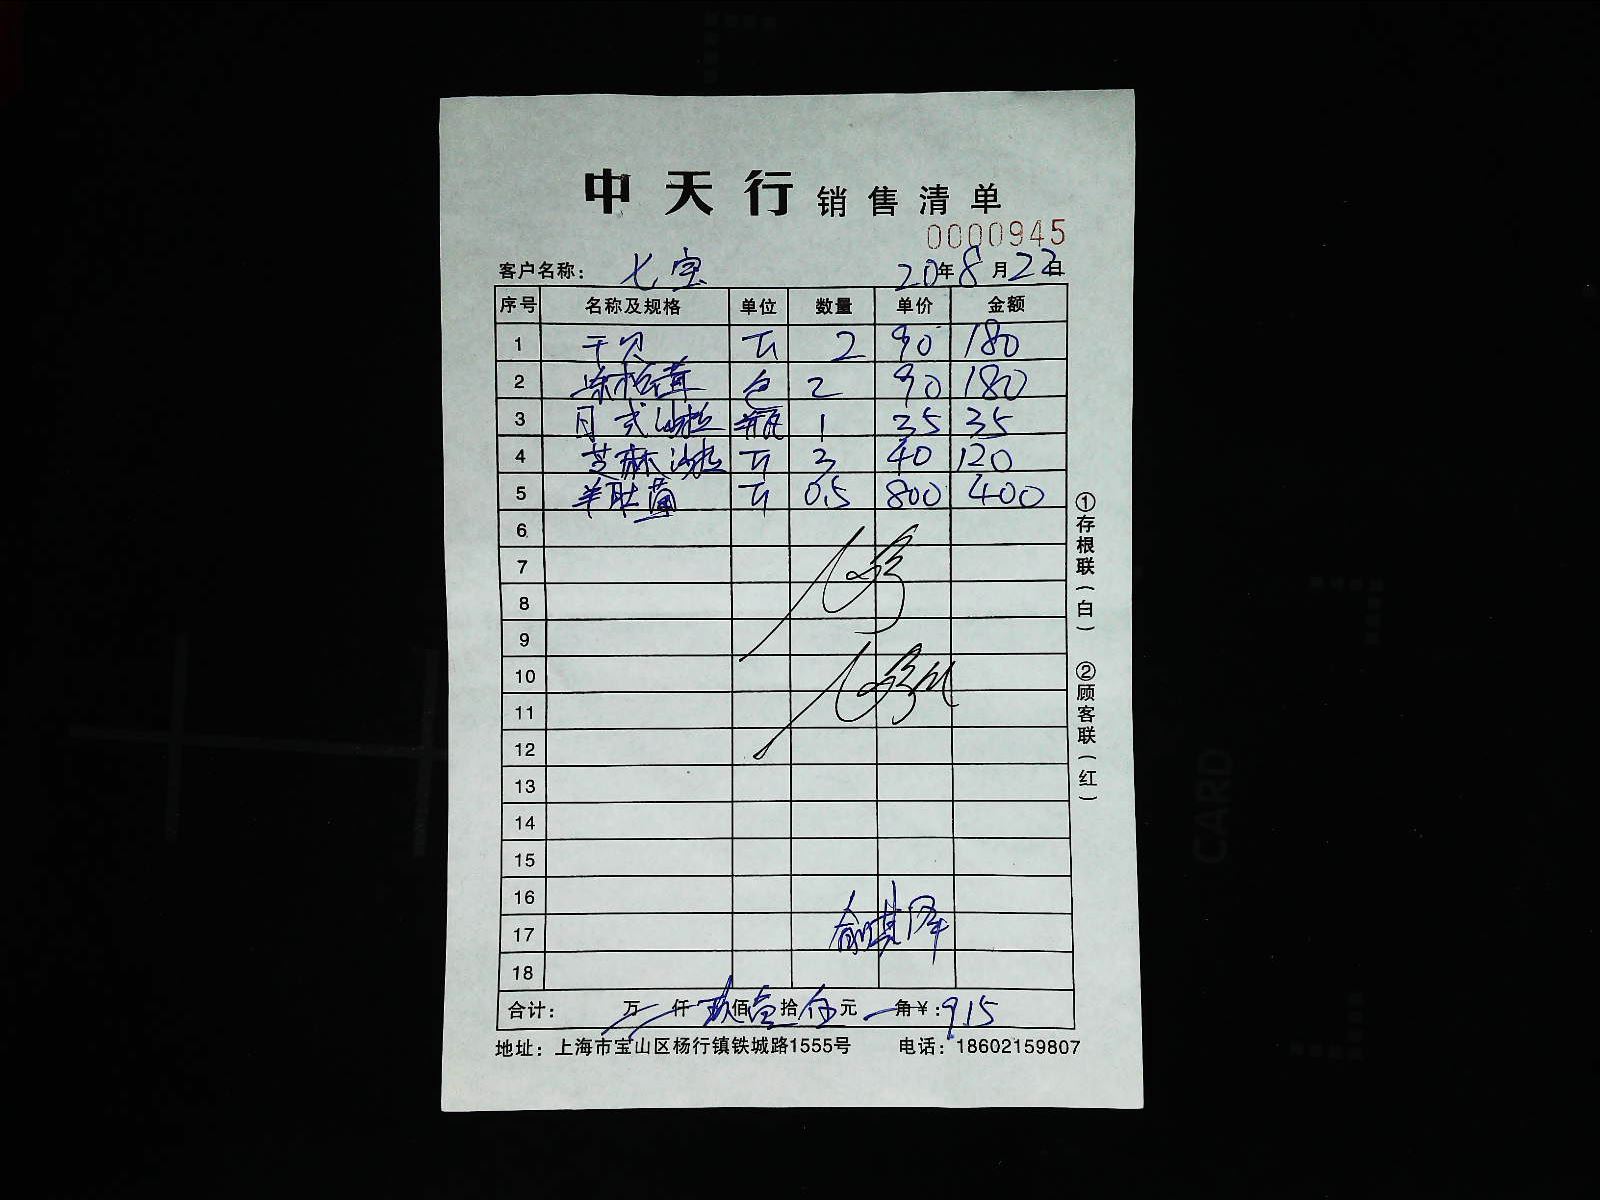 中天行 销售清单
0000945
客户名称: 七宝 20年8月22日
序号 名称及规格 单位 数量 单价 金额
1 干贝 斤 2 90 180
2 松茸 包 2 90 180
3 日式沙拉 瓶 1 35 35
4 芝麻沙拉 斤 3 40 120
5 羊肚菌 斤 0.5 800 400
6
7
8
9
10
11
12
13
14
15
16
17
18
合计: 万 仟 玖佰壹拾伍元 角¥:915
地址:上海市宝山区杨行镇铁城路1555号 电话:18602159807
①存根联(白) ②顾客联(红)